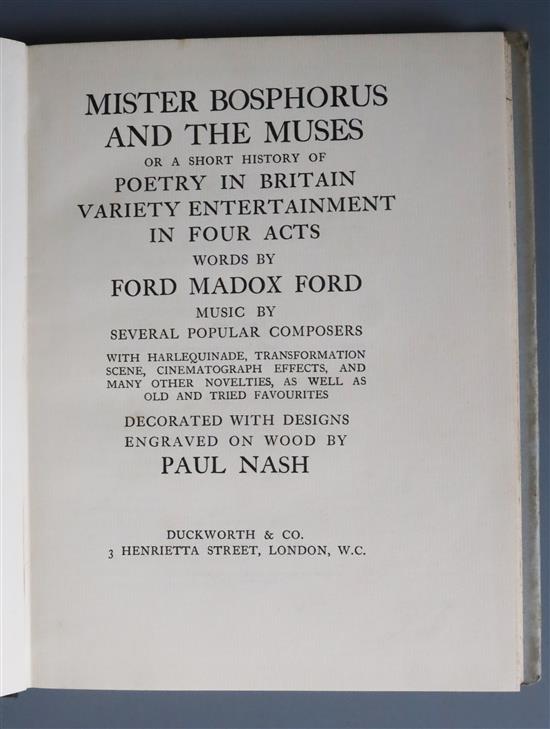 MISTER BOSPHORUS
AND THE MUSES
OR A SHORT HISTORY OF
POETRY IN BRITAIN
VARIETY ENTERTAINMENT
IN FOUR ACTS
WORDS BY
FORD MADOX FORD
MUSIC BY
SEVERAL POPULAR COMPOSERS
WITH HARLEQUINADE, TRANSFORMATION
SCENE, CINEMATOGRAPH EFFECTS, AND
MANY OTHER NOVELTIES, AS WELL AS
OLD AND TRIED FAVOURITES
DECORATED WITH DESIGNS
ENGRAVED ON WOOD BY
PAUL NASH
DUCKWORTH & CO.
3 HENRIETTA STREET, LONDON, W.C.